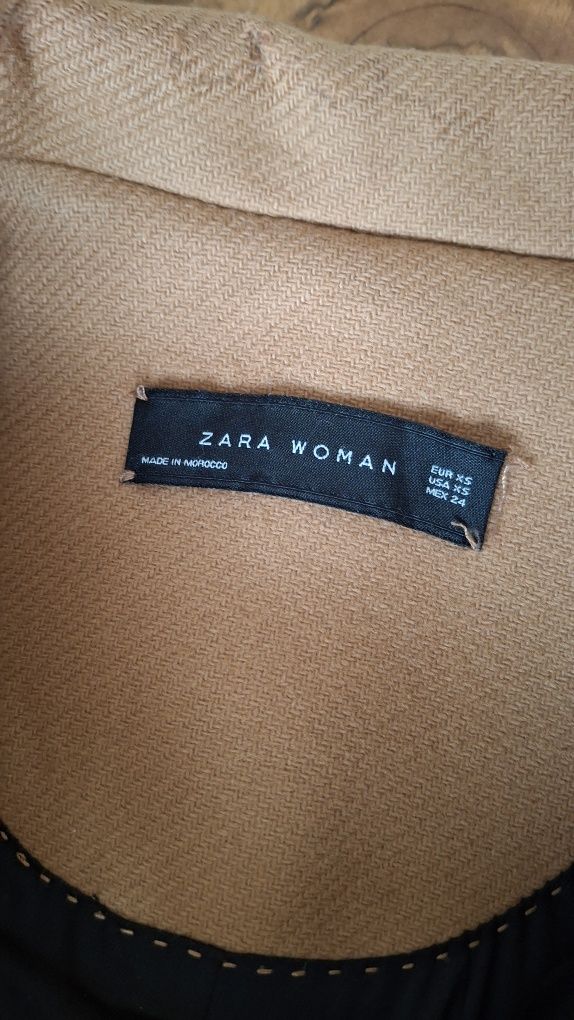 ZARA WOMAN
MADE IN MOROCCO
EUR XS
USA XS
MEX 24